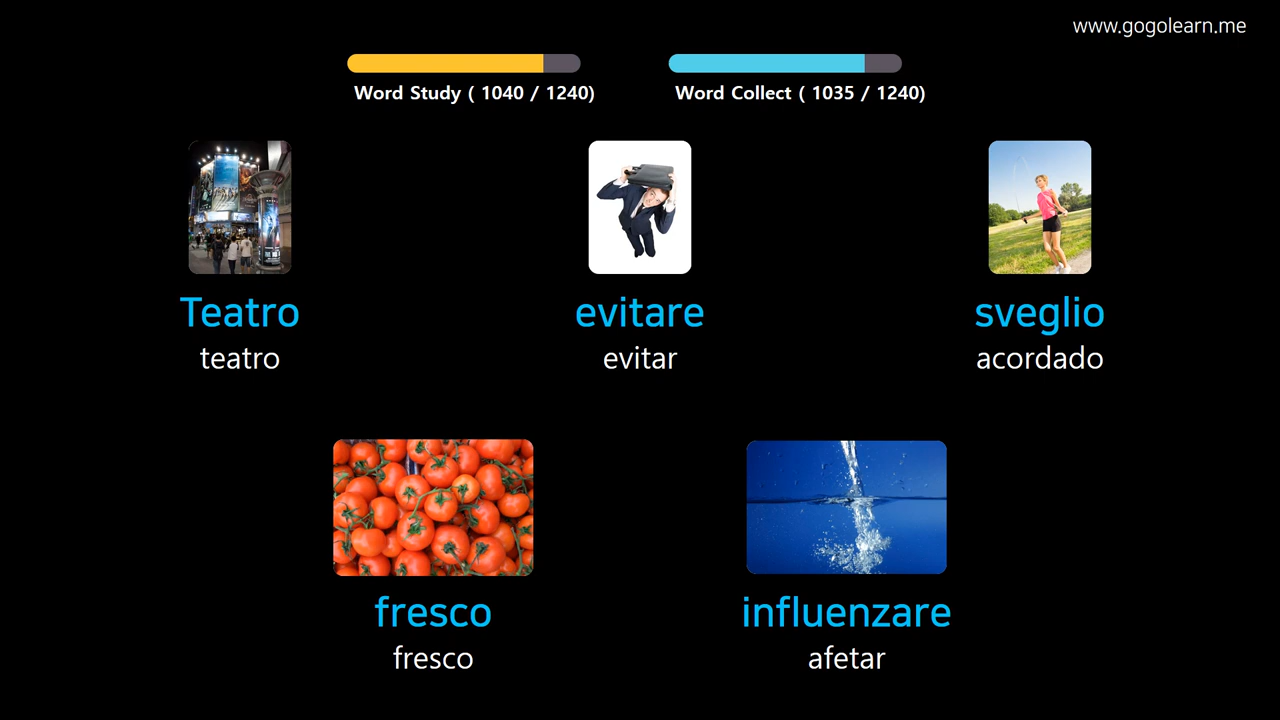 www.gogolearn.me
Word Study ( 1040 / 1240)
Word Collect ( 1035 / 1240)
Teatro
teatro
evitare
evitar
sveglio
acordado
fresco
fresco
influenzare
afetar